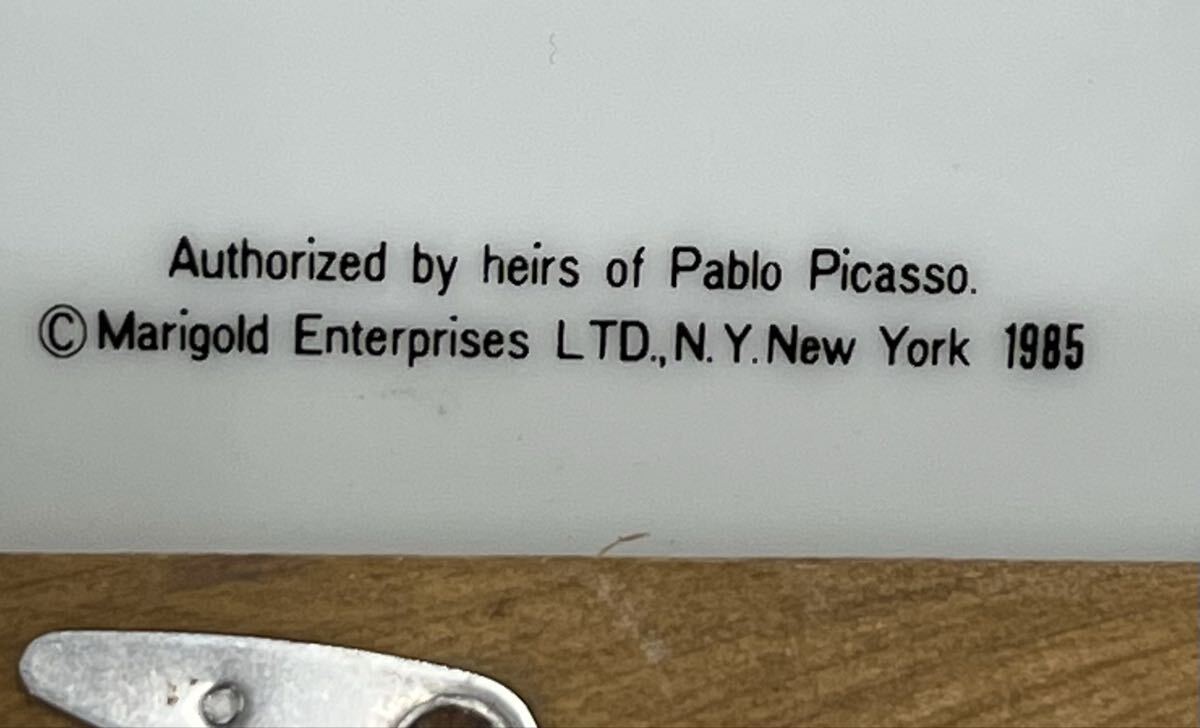 Authorized by heirs of Pablo Picasso.
©Marigold Enterprises LTD.,N.Y.New York 1985